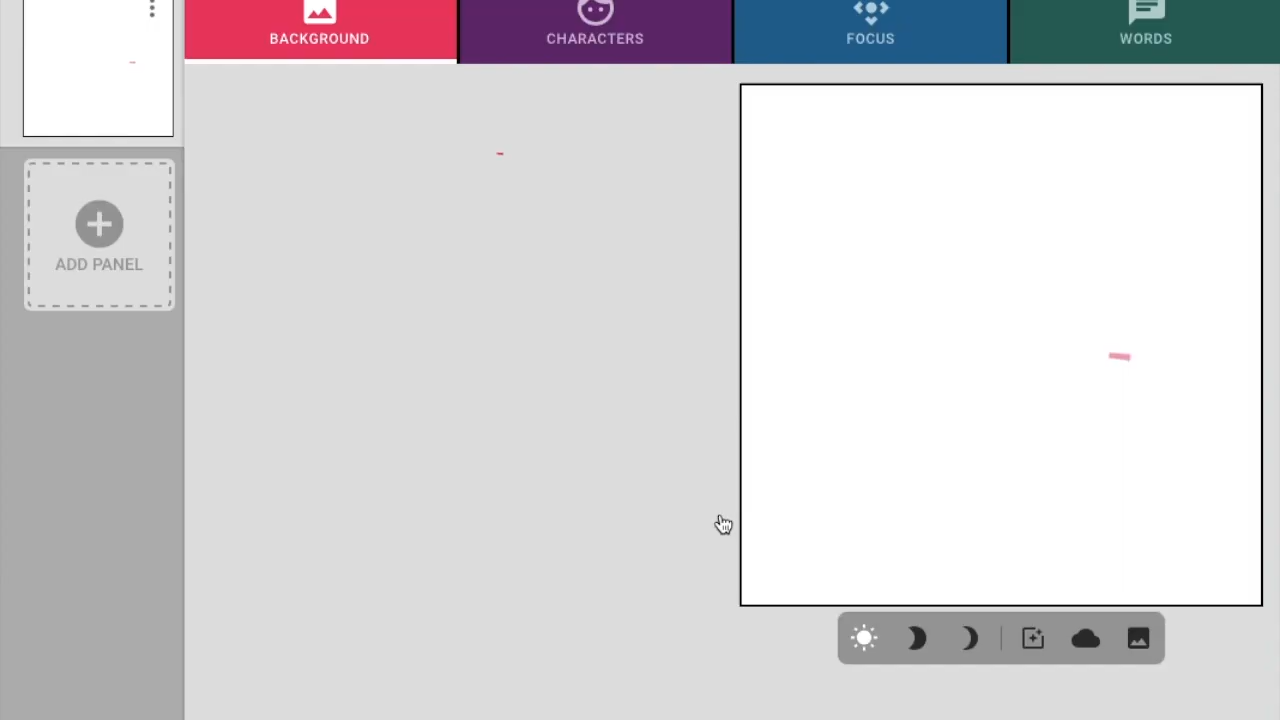 BACKGROUND
CHARACTERS
FOCUS
WORDS
ADD PANEL